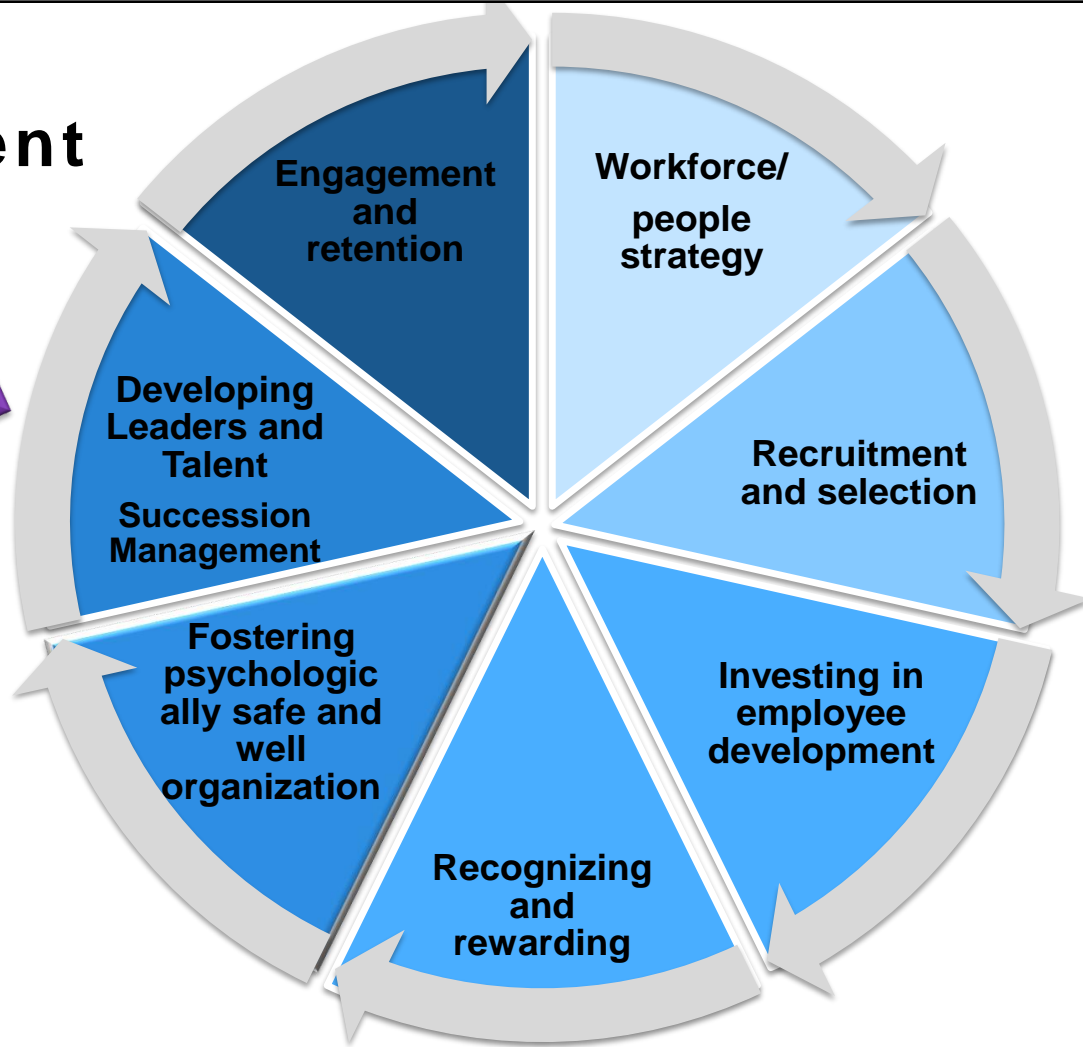 ent
Engagement
and
retention
Workforce/
people
strategy
Recruitment
and selection
Investing in
employee
development
Recognizing
and
rewarding
Fostering
psychologic
ally safe and
well
organization
Developing
Leaders and
Talent
Succession
Management